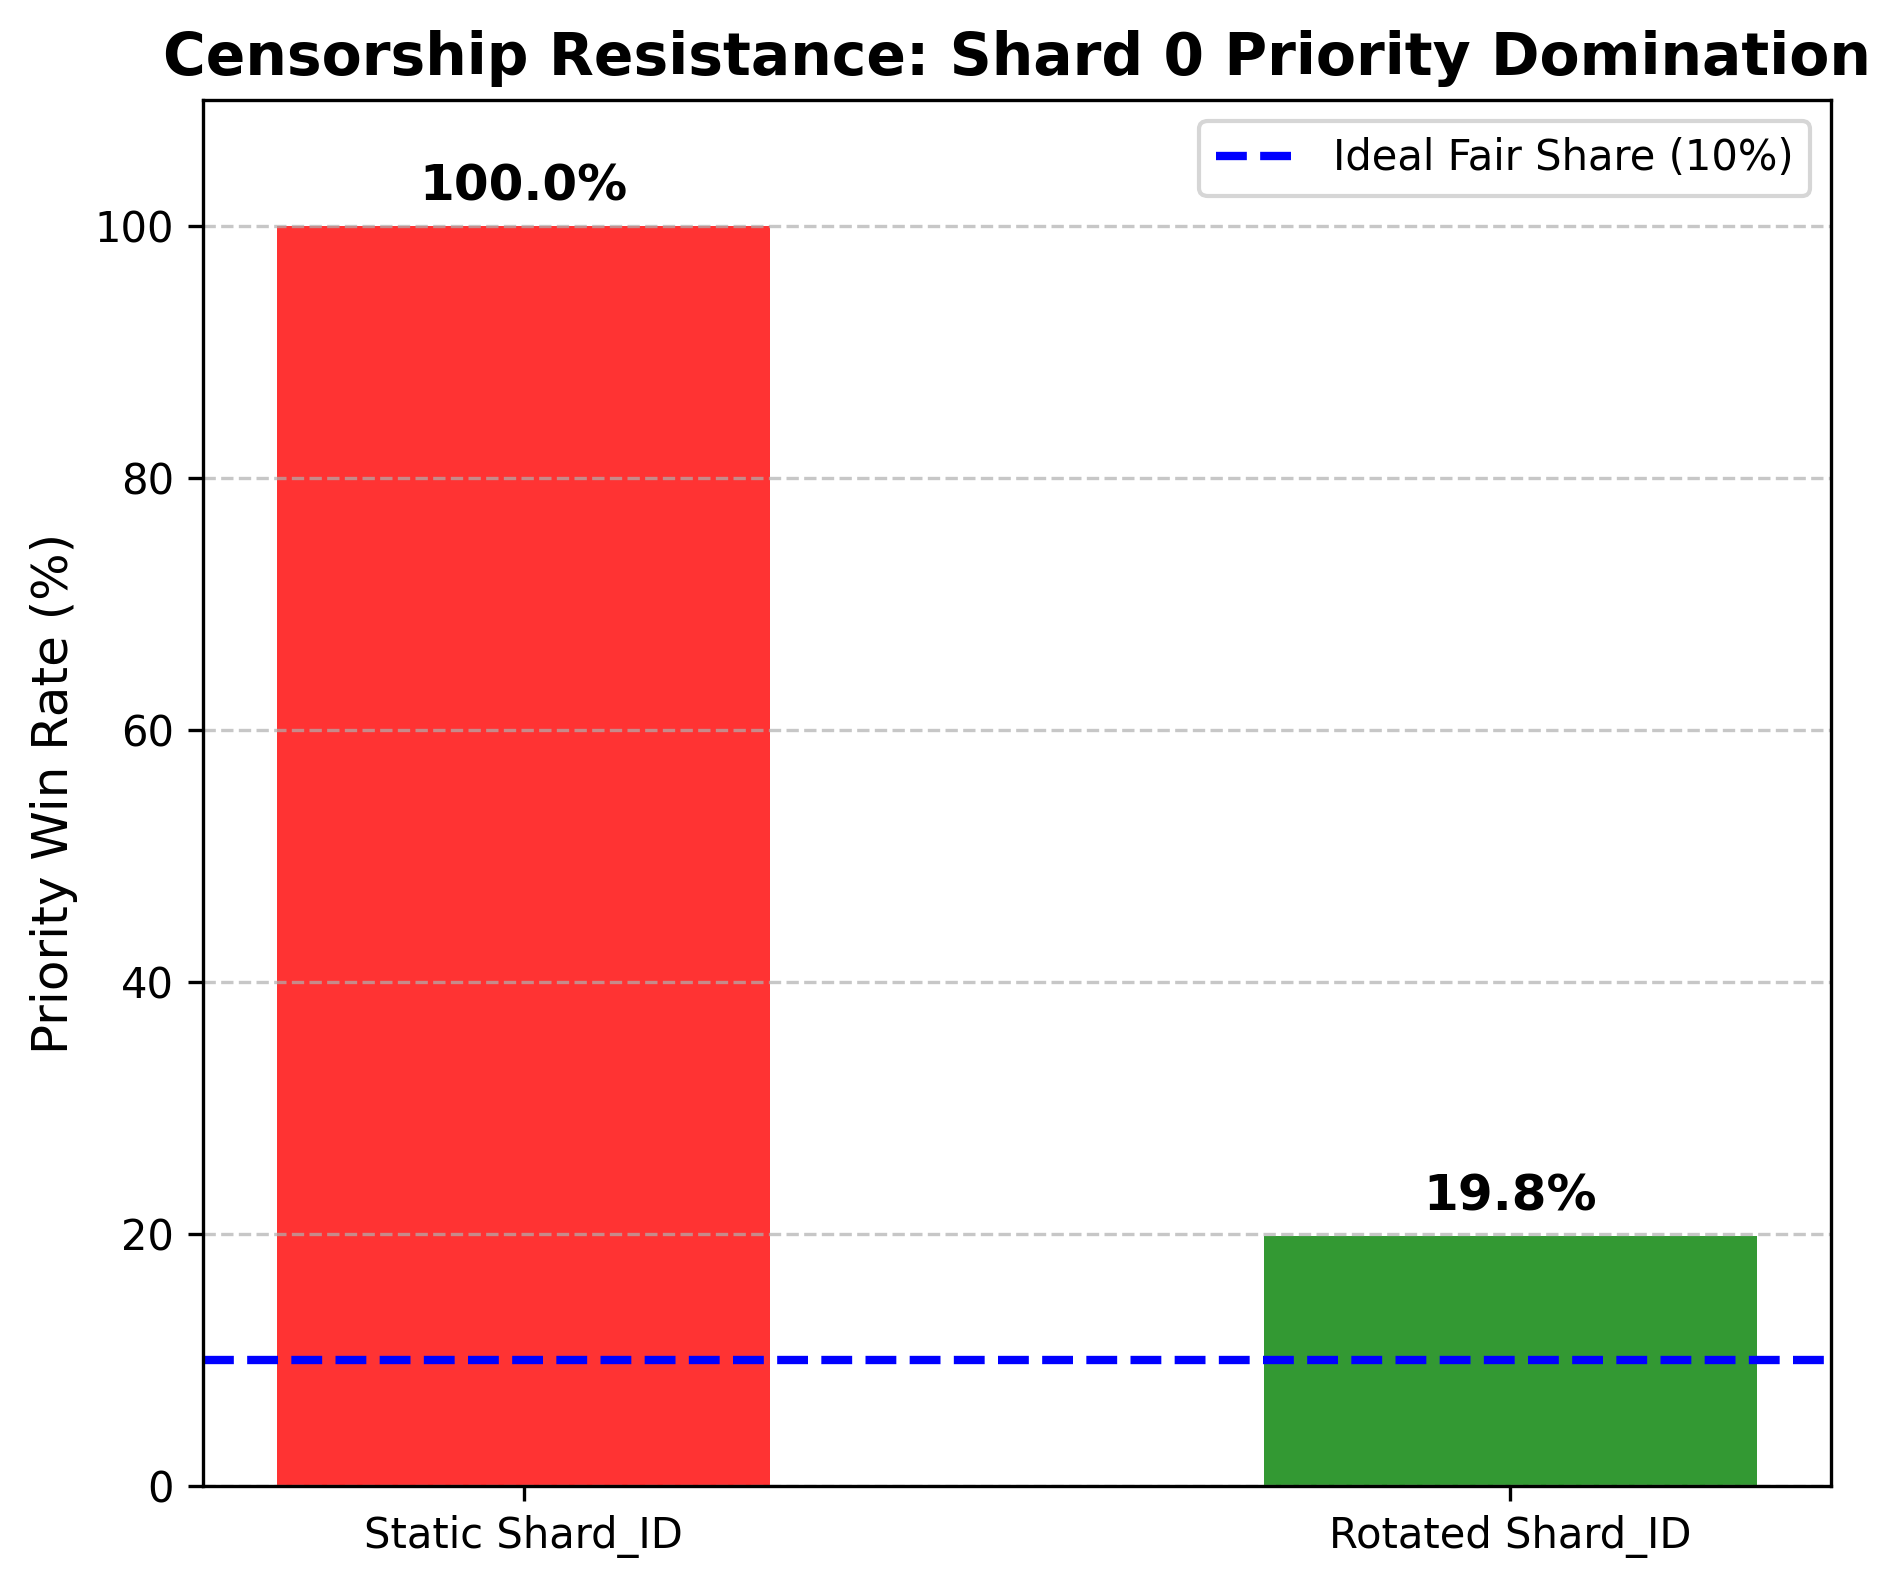 Censorship Resistance: Shard 0 Priority Domination
Ideal Fair Share (10%)
100.0%
19.8%
Priority Win Rate (%)
100
80
60
40
20
0
Static Shard_ID
Rotated Shard_ID